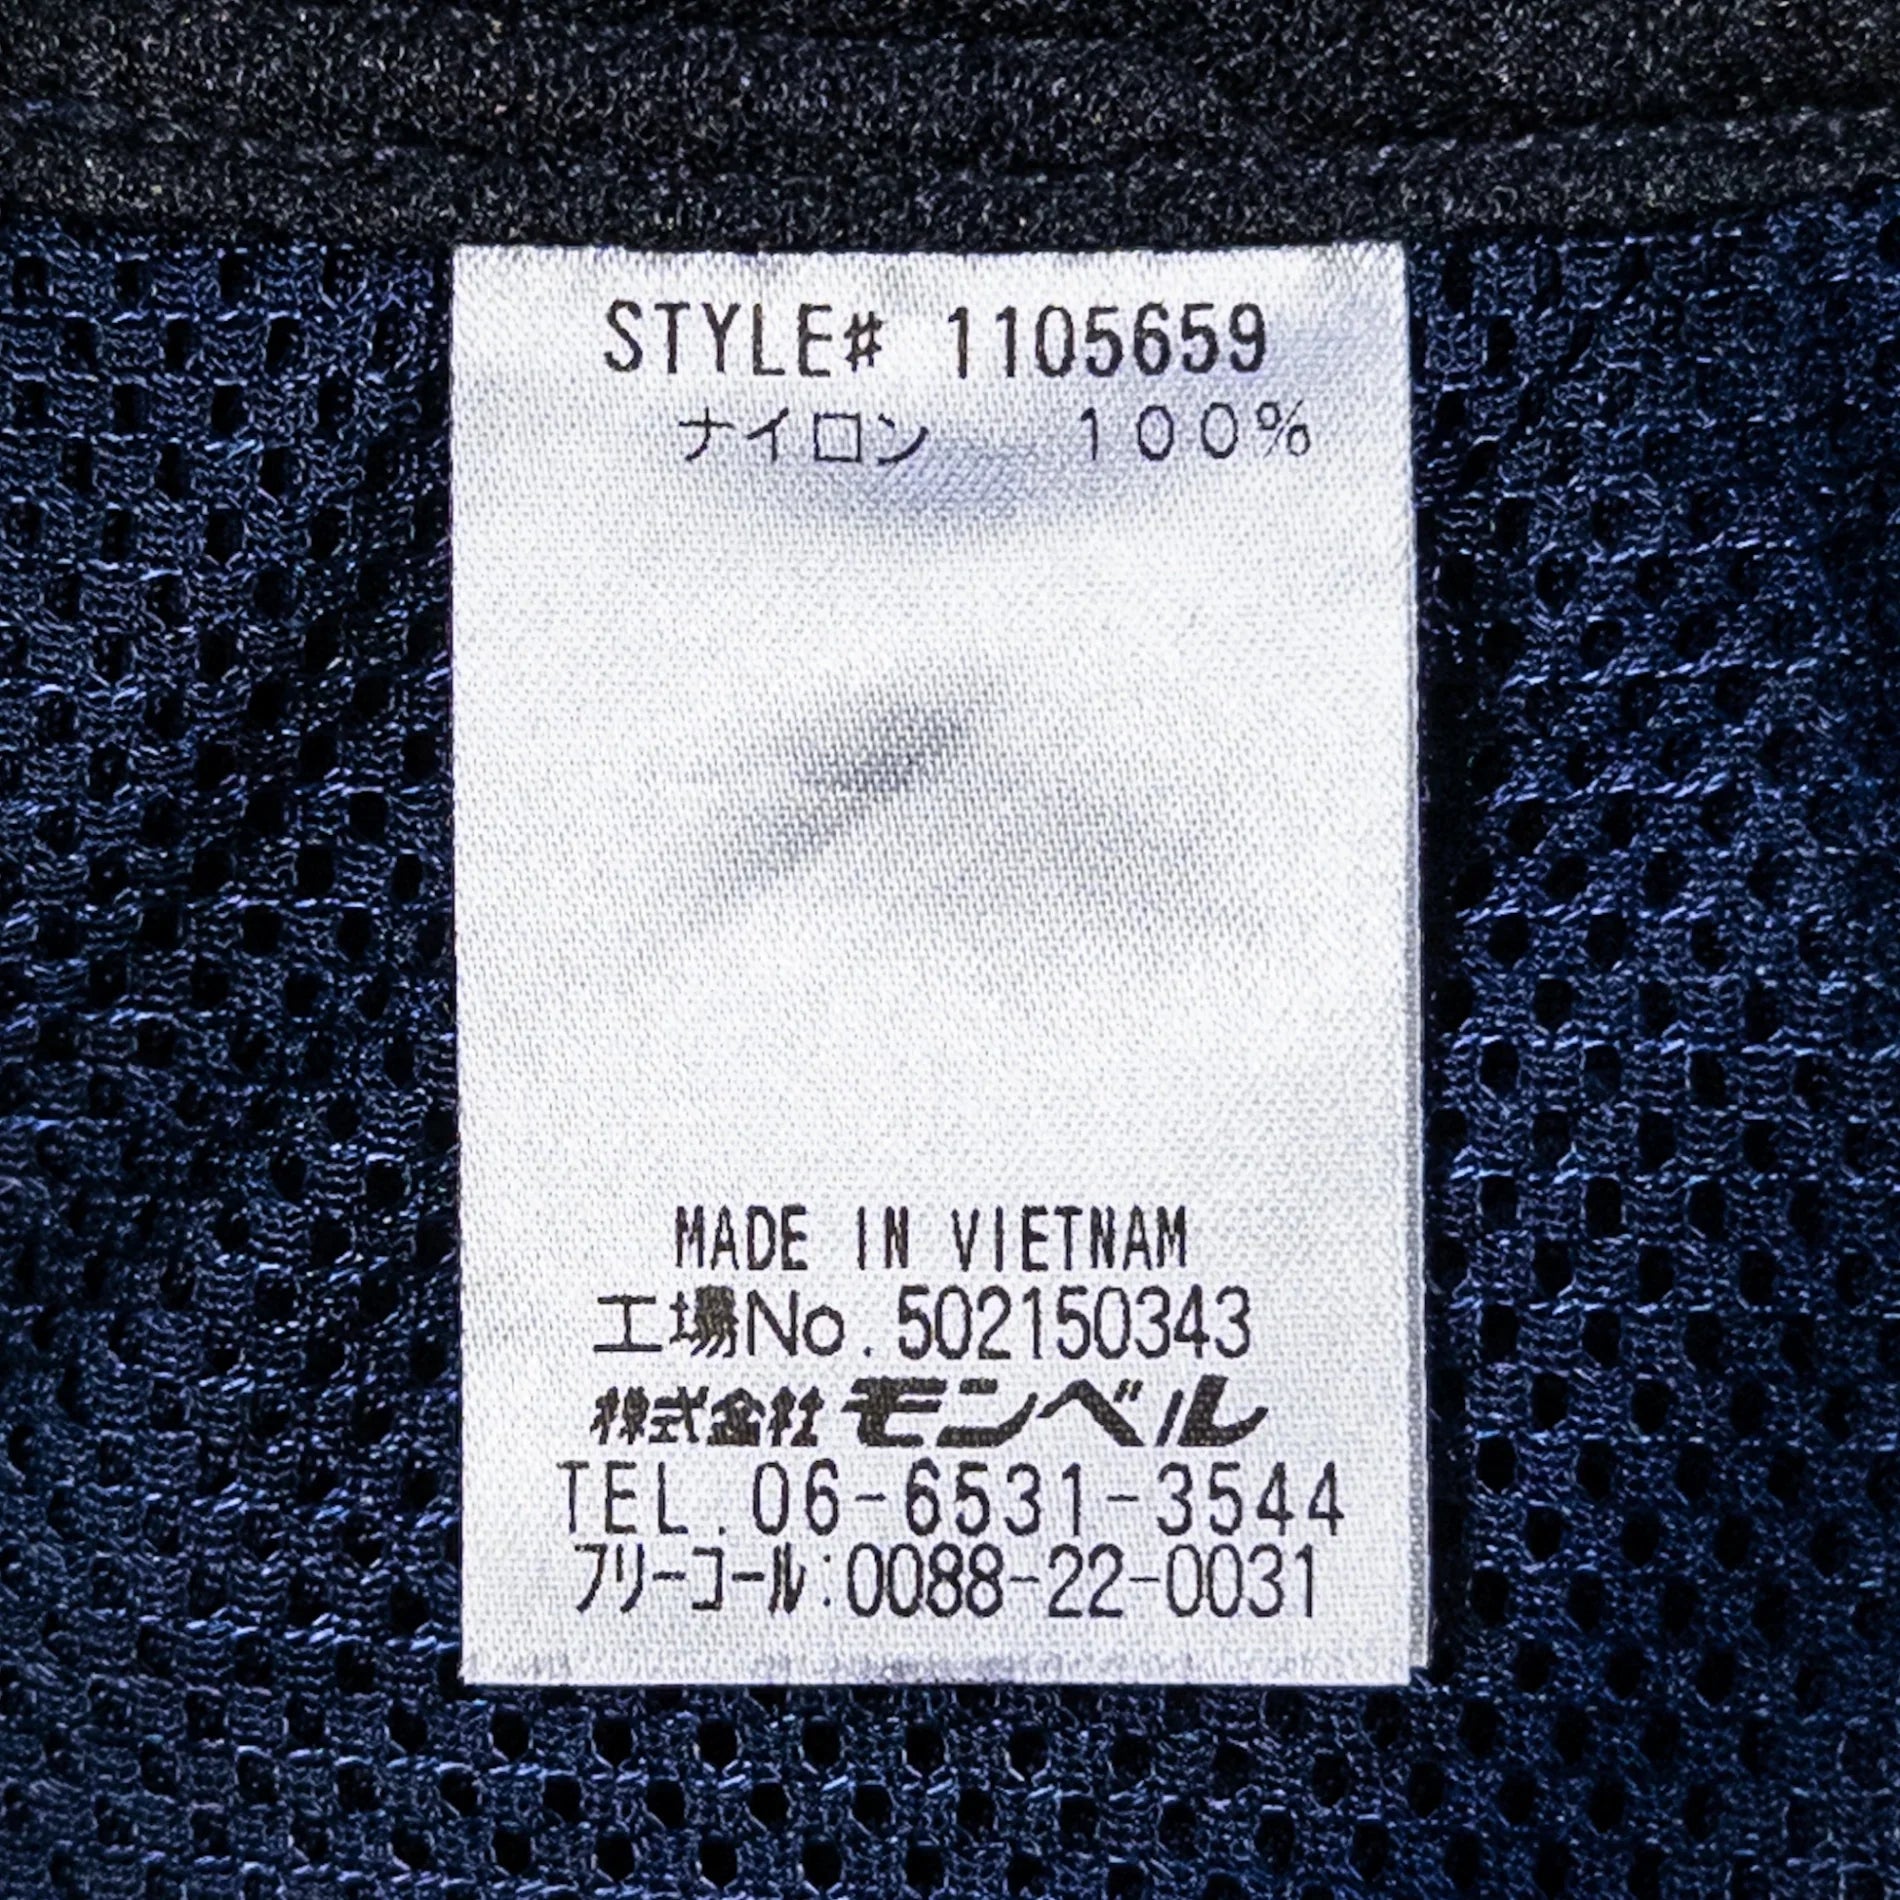 STYLE# 1105659
ナイロン 100%
MADE IN VIETNAM
工場No.502150343
株式会社モンベル
TEL.06-6531-3544
フリーコール:0088-22-0031